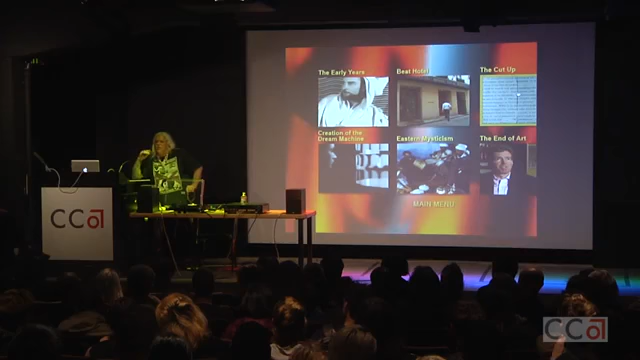 The Early Years
Beat Hotel
The Cut Up
Creation of the
Dream Machine
Eastern Mysticism
The End of Art
MAIN MENU
CCA
CCA